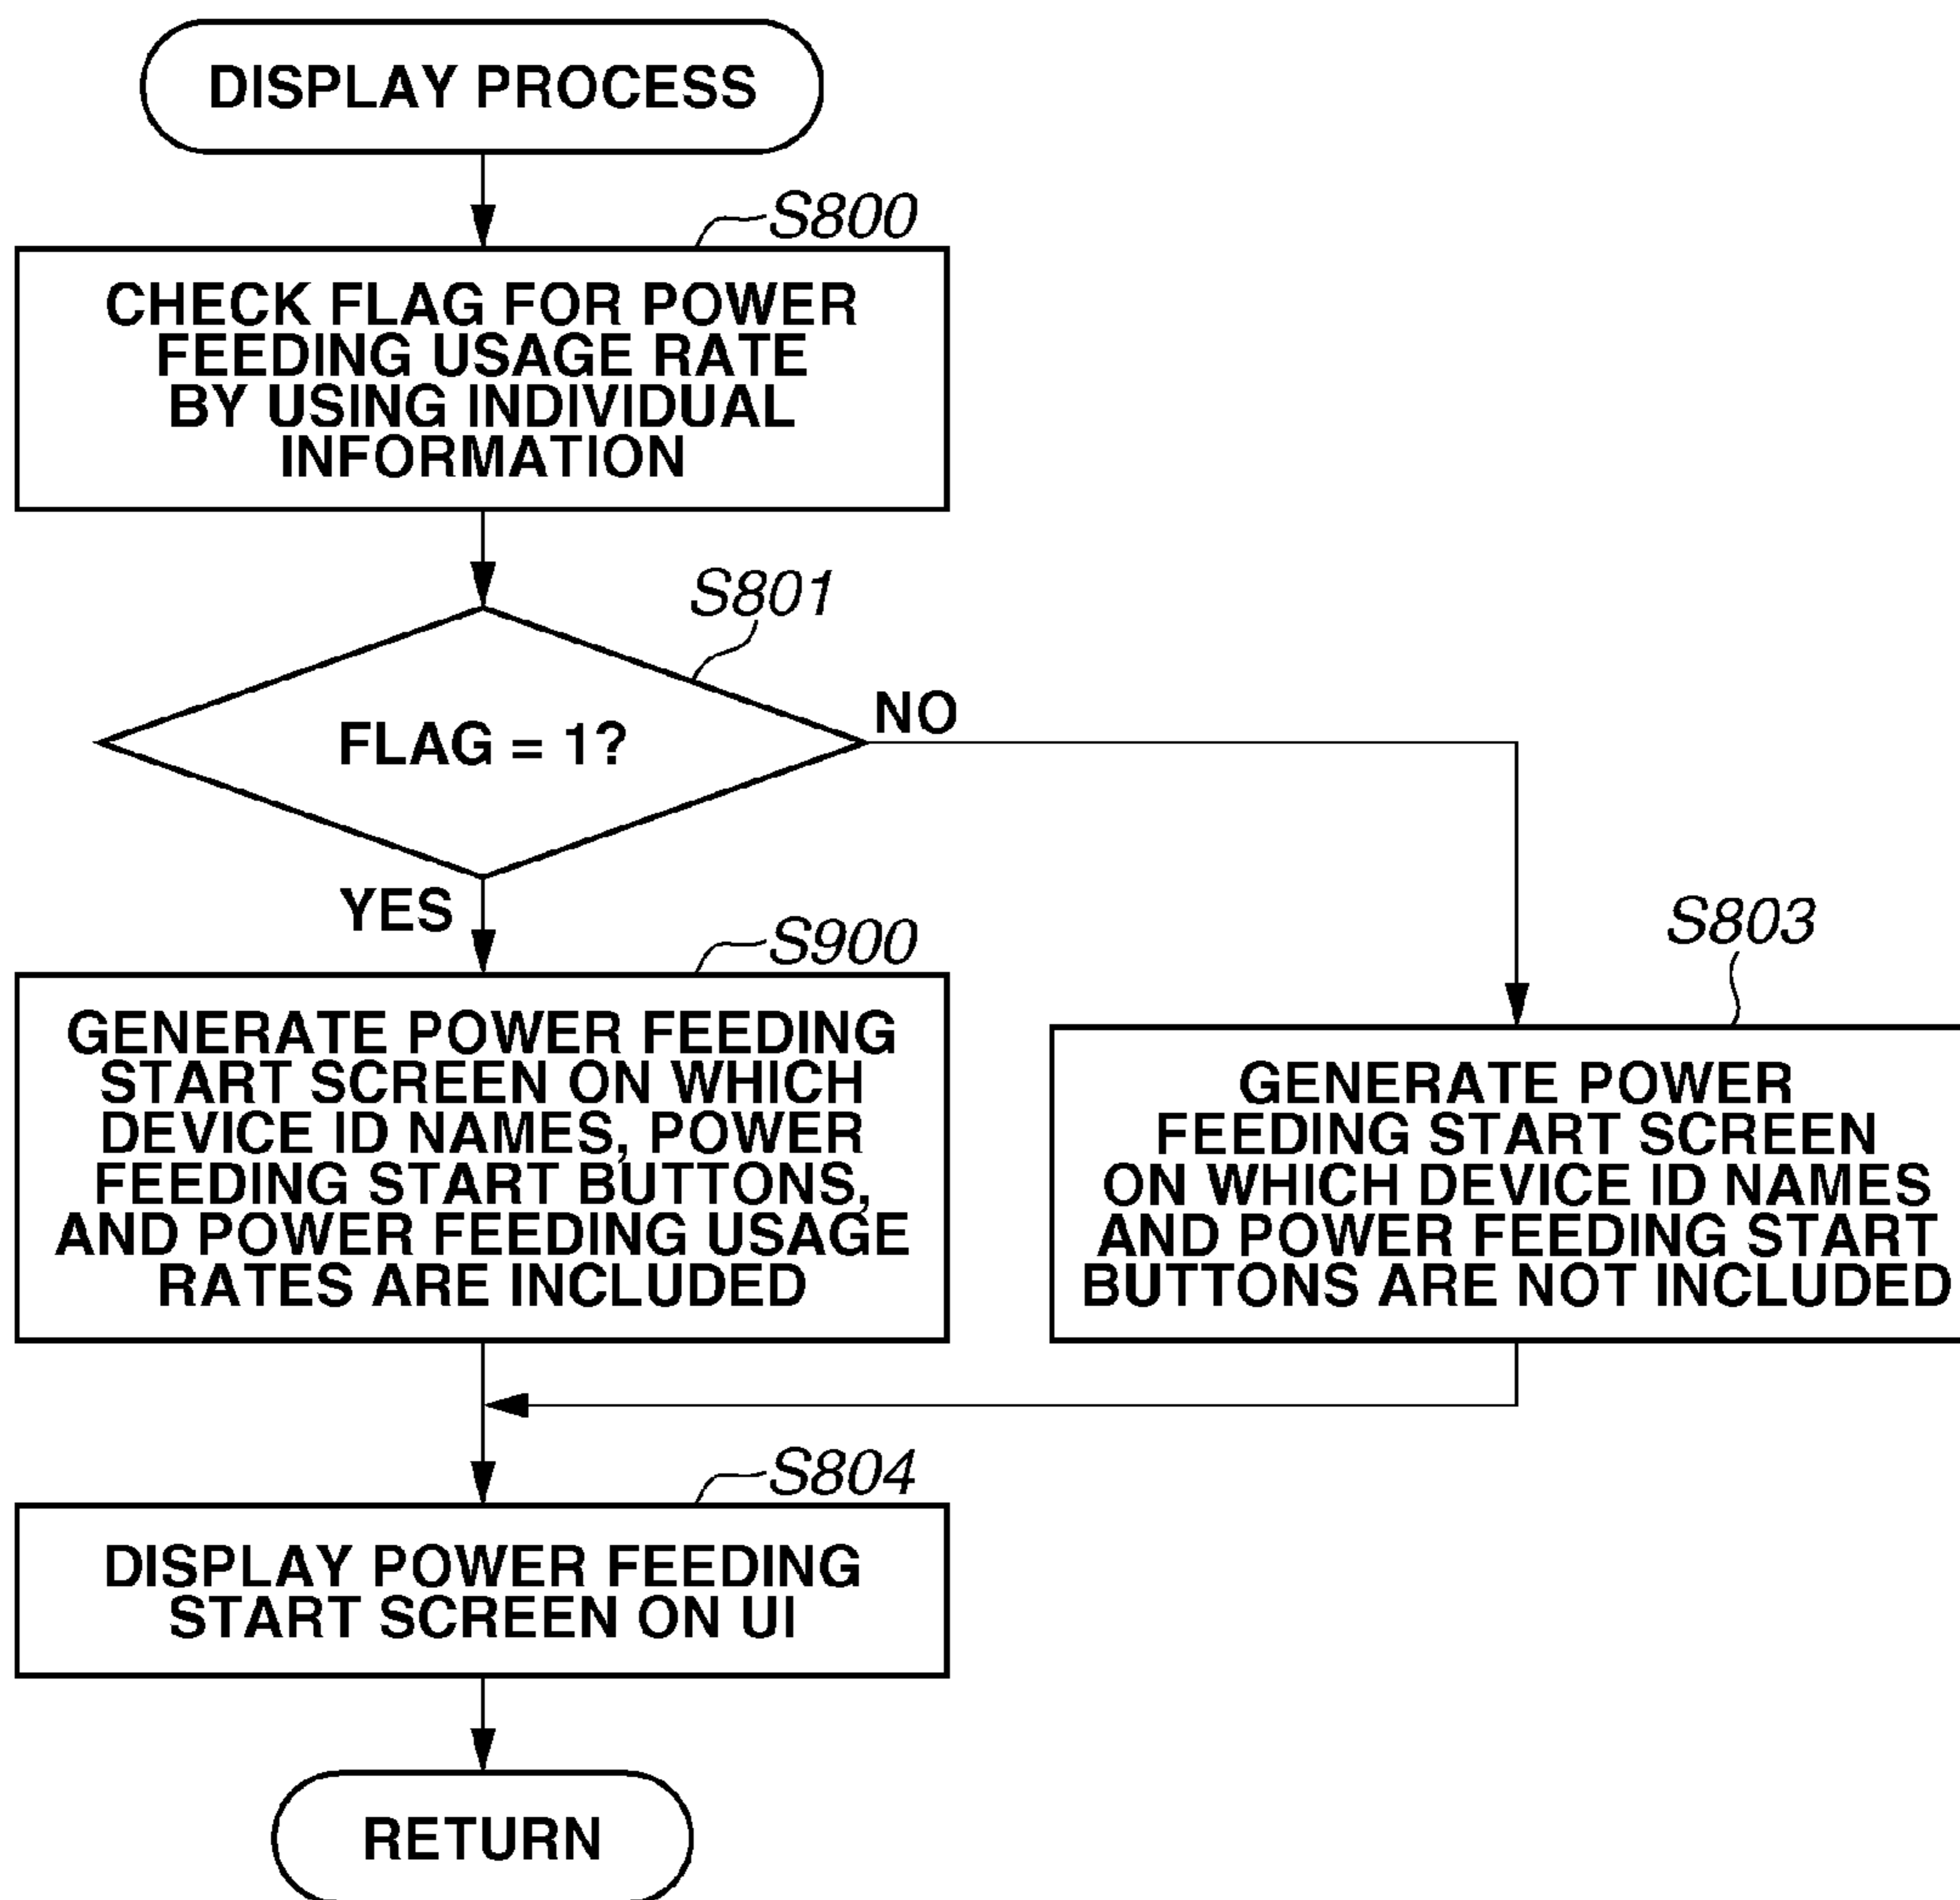 DISPLAY PROCESS
S800
CHECK FLAG FOR POWER
FEEDING USAGE RATE
BY USING INDIVIDUAL
INFORMATION
S801
FLAG = 1?
NO
YES
S900
GENERATE POWER FEEDING
START SCREEN ON WHICH
DEVICE ID NAMES, POWER
FEEDING START BUTTONS,
AND POWER FEEDING USAGE
RATES ARE INCLUDED
S803
GENERATE POWER
FEEDING START SCREEN
ON WHICH DEVICE ID NAMES
AND POWER FEEDING START
BUTTONS ARE NOT INCLUDED
S804
DISPLAY POWER FEEDING
START SCREEN ON UI
RETURN